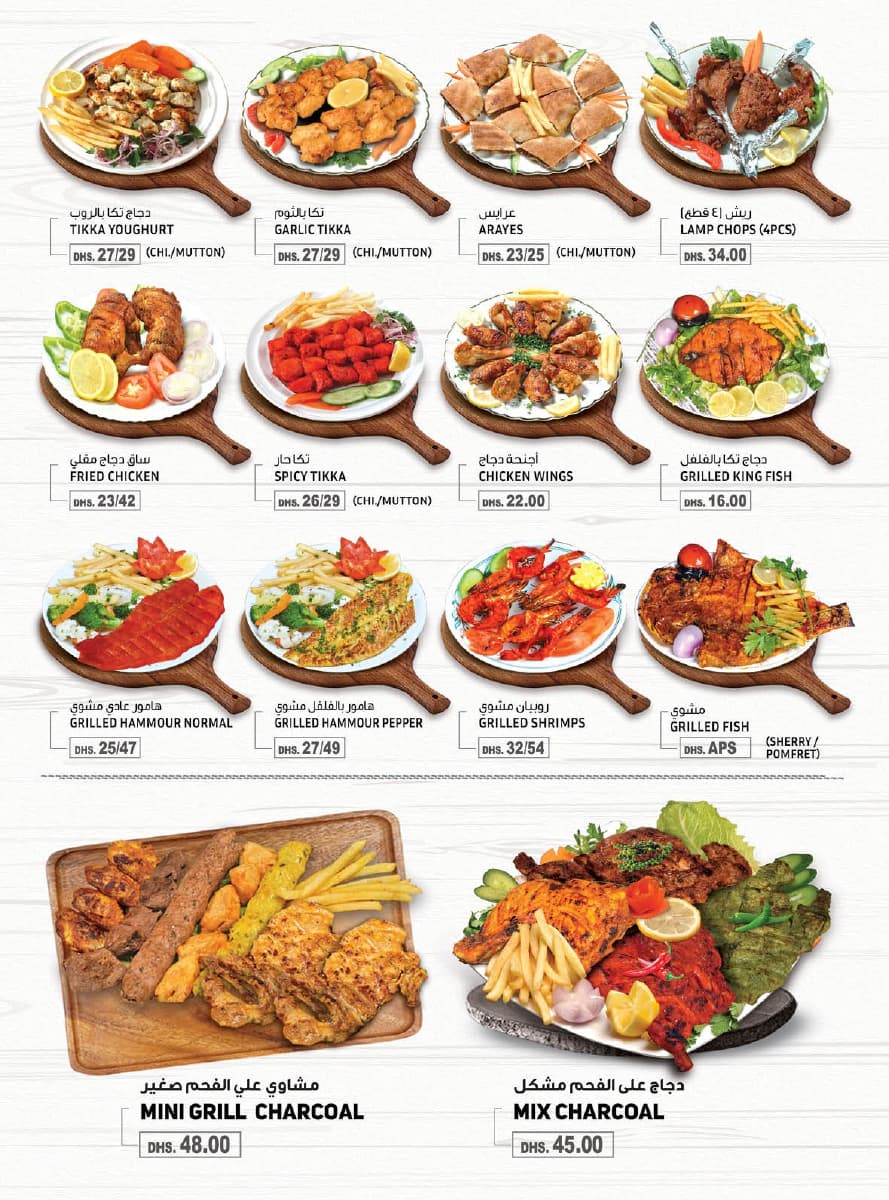 دجاج تكا بالروب
TIKKA YOUGHURT
DHS. 27/29 (CHI./MUTTON)
تكا بالثوم
GARLIC TIKKA
DHS. 27/29 (CHI./MUTTON)
عرايس
ARAYES
DHS. 23/25 (CHI./MUTTON)
ريش (٤ قطع)
LAMP CHOPS (4PCS)
DHS. 34.00
ساق دجاج مقلي
FRIED CHICKEN
DHS. 23/42
تكا حار
SPICY TIKKA
DHS. 26/29 (CHI./MUTTON)
أجنحة دجاج
CHICKEN WINGS
DHS. 22.00
دجاج تكا بالفلفل
GRILLED KING FISH
DHS. 16.00
هامور عادي مشوي
GRILLED HAMMOUR NORMAL
DHS. 25/47
هامور بالفلفل مشوي
GRILLED HAMMOUR PEPPER
DHS. 27/49
روبيان مشوي
GRILLED SHRIMPS
DHS. 32/54
مشوي
GRILLED FISH
DHS. APS (SHERRY /
POMFRET)
مشاوي علي الفحم صغير
MINI GRILL CHARCOAL
DHS. 48.00
دجاج على الفحم مشكل
MIX CHARCOAL
DHS. 45.00